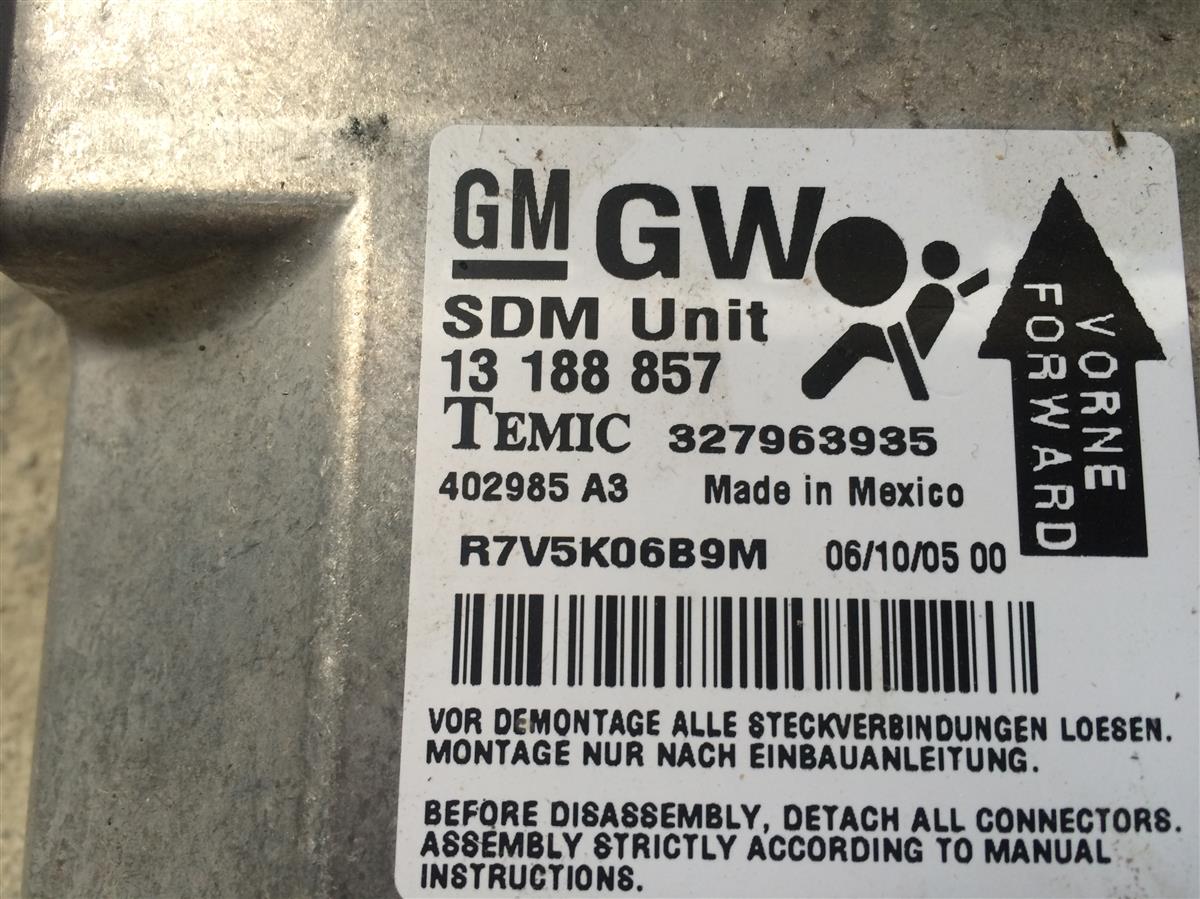 GM GW
SDM Unit
13 188 857
TEMIC 327963935
402985 A3 Made in Mexico
R7V5K06B9M 06/10/05 00
VORNE
FORWARD
VOR DEMONTAGE ALLE STECKVERBINDUNGEN LOESEN.
MONTAGE NUR NACH EINBAUANLEITUNG.
BEFORE DISASSEMBLY, DETACH ALL CONNECTORS.
ASSEMBLY STRICTLY ACCORDING TO MANUAL
INSTRUCTIONS.